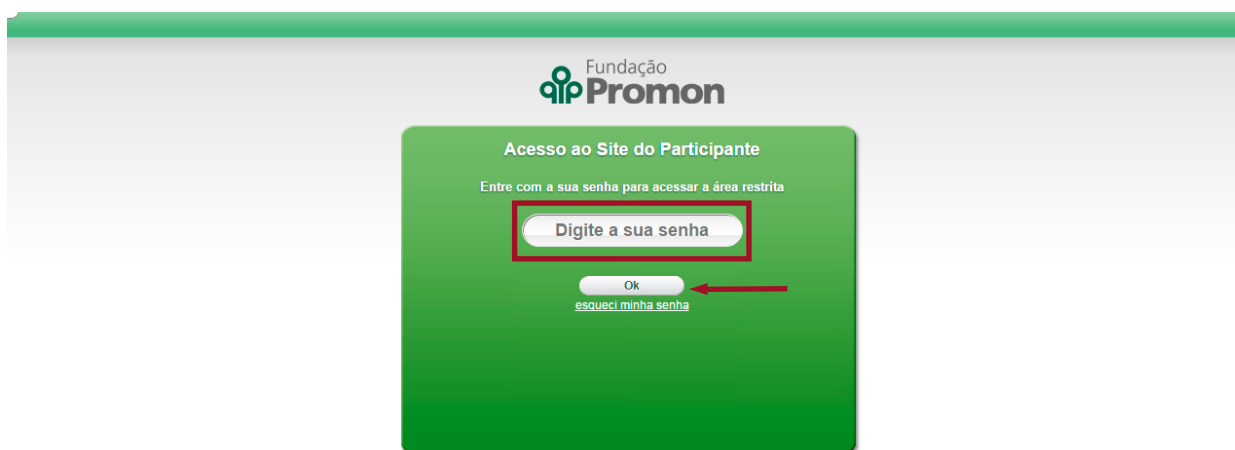 Fundação
Promon
Acesso ao Site do Participante
Entre com a sua senha para acessar a área restrita
Digite a sua senha
Ok
esqueci minha senha